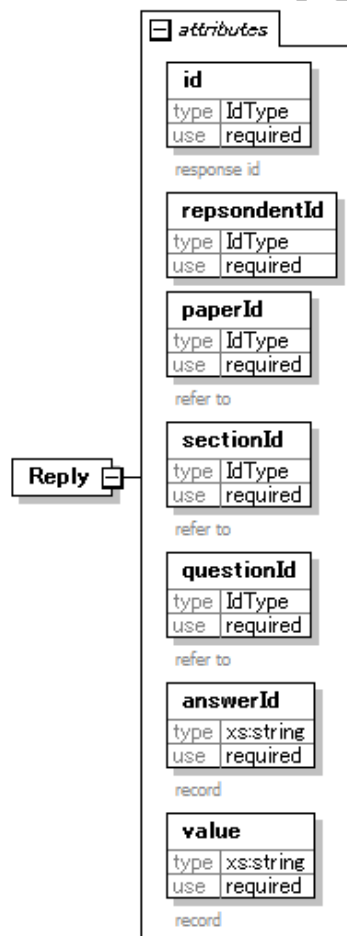 attributes
id
type IdType
use required
response id
repsondentId
type IdType
use required
paperId
type IdType
use required
refer to
sectionId
type IdType
use required
refer to
Reply
questionId
type IdType
use required
refer to
answerId
type xs:string
use required
record
value
type xs:string
use required
record